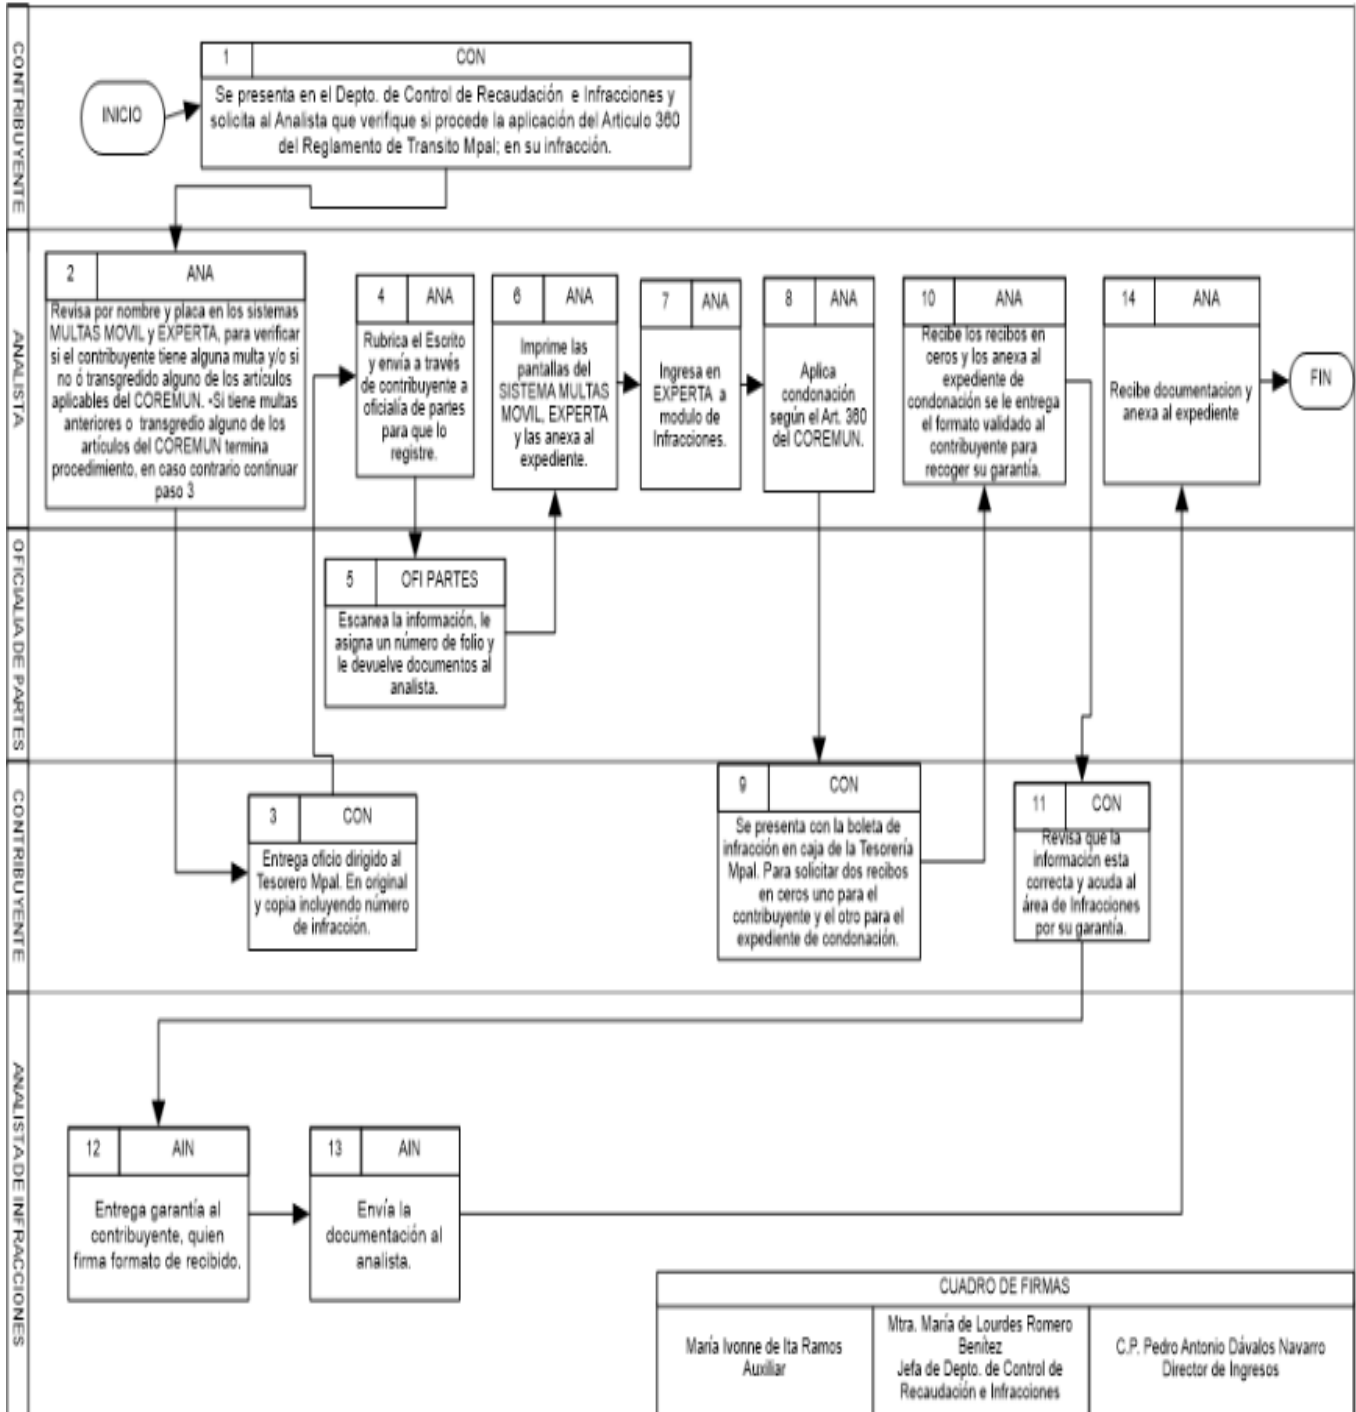 CONTRIBUYENTE
INICIO
1
CON
Se presenta en el Depto. de Control de Recaudación e Infracciones y
solicita al Analista que verifique si procede la aplicación del Articulo 360
del Reglamento de Transito Mpal; en su infracción.
ANALISTA
2
ANA
Revisa por nombre y placa en los sistemas
MULTAS MOVIL y EXPERTA, para verificar
si el contribuyente tiene alguna multa y/o si
no ó transgredido alguno de los artículos
aplicables del COREMUN. •Si tiene multas
anteriores o transgredio alguno de los
artículos del COREMUN termina
procedimiento, en caso contrario continuar
paso 3
4
ANA
Rubrica el Escrito
y envía a través
de contribuyente a
oficialía de partes
para que lo
registre.
6
ANA
Imprime las
pantallas del
SISTEMA MULTAS
MOVIL, EXPERTA
y las anexa al
expediente.
7
ANA
Ingresa en
EXPERTA a
modulo de
Infracciones.
8
ANA
Aplica
condonación
según el Art. 360
del COREMUN.
10
ANA
Recibe los recibos en
ceros y los anexa al
expediente de
condonación se le entrega
el formato validado al
contribuyente para
recoger su garantía.
14
ANA
Recibe documentacion y
anexa al expediente
FIN
OFICIALIA DE PARTES
5
OFI PARTES
Escanea la información, le
asigna un número de folio y
le devuelve documentos al
analista.
CONTRIBUYENTE
3
CON
Entrega oficio dirigido al
Tesorero Mpal. En original
y copia incluyendo número
de infracción.
9
CON
Se presenta con la boleta de
infracción en caja de la Tesorería
Mpal. Para solicitar dos recibos
en ceros uno para el
contribuyente y el otro para el
expediente de condonación.
11
CON
Revisa que la
información esta
correcta y acuda al
área de Infracciones
por su garantía.
ANALISTA DE INFRACCIONES
12
AIN
Entrega garantía al
contribuyente, quien
firma formato de recibido.
13
AIN
Envía la
documentación al
analista.
CUADRO DE FIRMAS
María Ivonne de Ita Ramos
Auxiliar
Mtra. María de Lourdes Romero
Benítez
Jefa de Depto. de Control de
Recaudación e Infracciones
C.P. Pedro Antonio Dávalos Navarro
Director de Ingresos